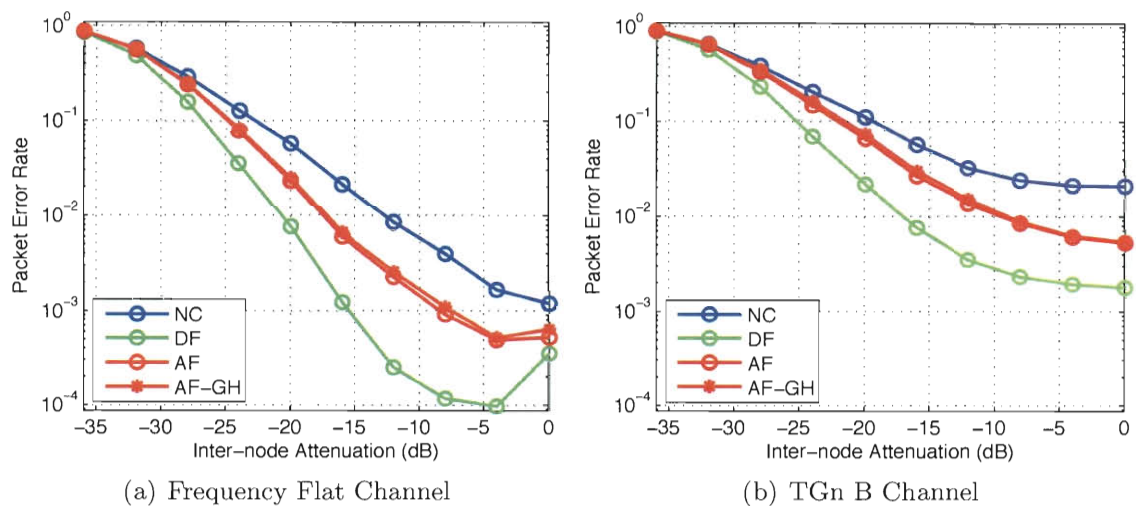 10^0
10^-1
10^-2
10^-3
10^-4
Packet Error Rate
NC
DF
AF
AF-GH
-35 -30 -25 -20 -15 -10 -5 0
Inter-node Attenuation (dB)
(a) Frequency Flat Channel
10^0
10^-1
10^-2
10^-3
10^-4
Packet Error Rate
NC
DF
AF
AF-GH
-35 -30 -25 -20 -15 -10 -5 0
Inter-node Attenuation (dB)
(b) TGn B Channel